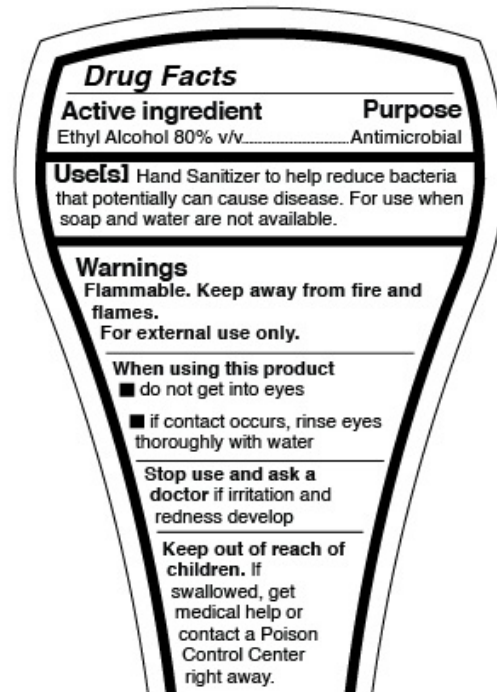 Drug Facts
Active ingredient Purpose
Ethyl Alcohol 80% v/v......................Antimicrobial
Use[s] Hand Sanitizer to help reduce bacteria
that potentially can cause disease. For use when
soap and water are not available.
Warnings
Flammable. Keep away from fire and
flames.
For external use only.
When using this product
■ do not get into eyes
■ if contact occurs, rinse eyes
thoroughly with water
Stop use and ask a
doctor if irritation and
redness develop
Keep out of reach of
children. If
swallowed, get
medical help or
contact a Poison
Control Center
right away.